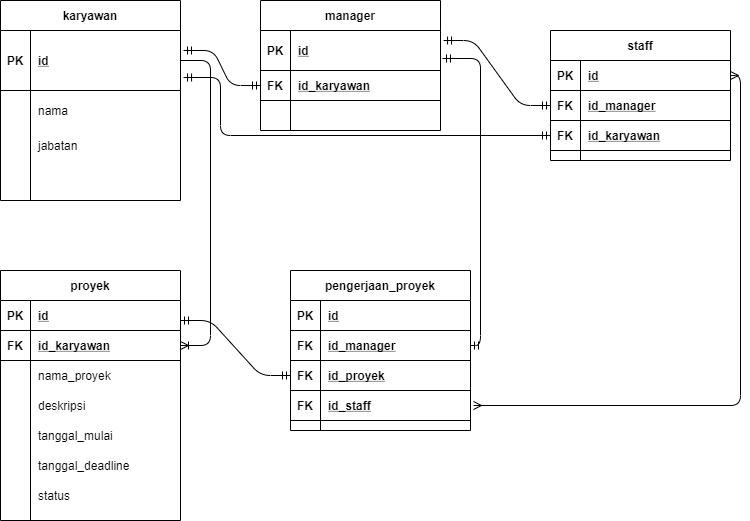 karyawan
PK id
nama
jabatan
manager
PK id
FK id_karyawan
staff
PK id
FK id_manager
FK id_karyawan
proyek
PK id
FK id_karyawan
nama_proyek
deskripsi
tanggal_mulai
tanggal_deadline
status
pengerjaan_proyek
PK id
FK id_manager
FK id_proyek
FK id_staff